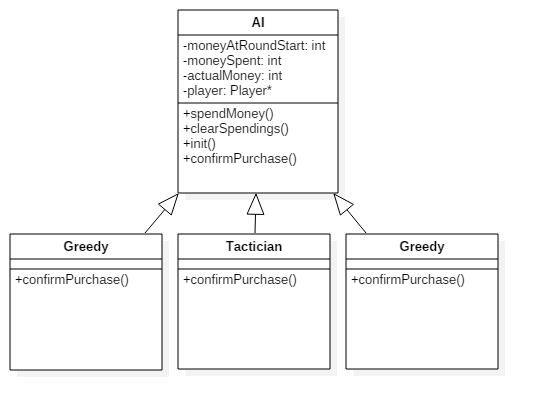 AI
-moneyAtRoundStart: int
-moneySpent: int
-actualMoney: int
-player: Player*
+spendMoney()
+clearSpendings()
+init()
+confirmPurchase()
Greedy
+confirmPurchase()
Tactician
+confirmPurchase()
Greedy
+confirmPurchase()